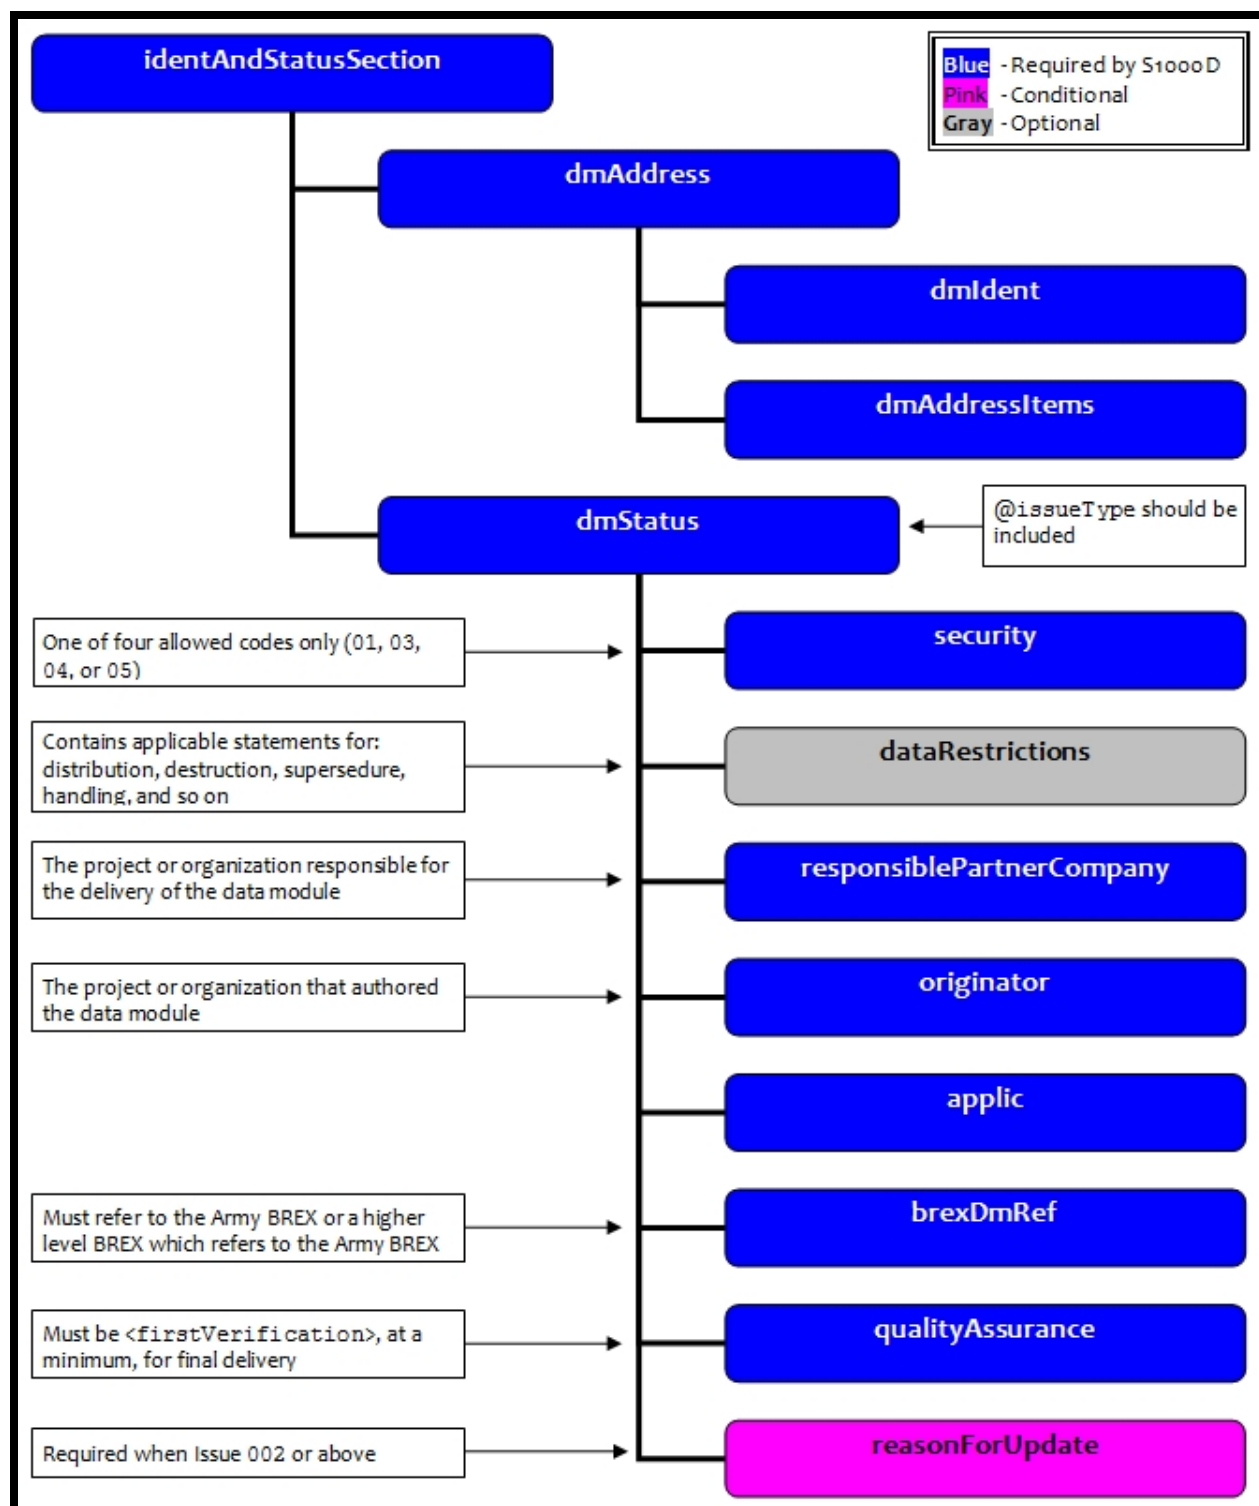 identAndStatusSection
Blue - Required by S1000D
Pink - Conditional
Gray - Optional
dmAddress
dmIdent
dmAddressItems
dmStatus
@issueType should be
included
One of four allowed codes only (01, 03,
04, or 05)
security
Contains applicable statements for:
distribution, destruction, supersedure,
handling, and so on
dataRestrictions
The project or organization responsible for
the delivery of the data module
responsiblePartnerCompany
The project or organization that authored
the data module
originator
applic
Must refer to the Army BREX or a higher
level BREX which refers to the Army BREX
brexDmRef
Must be <firstVerification>, at a
minimum, for final delivery
qualityAssurance
Required when Issue 002 or above
reasonForUpdate